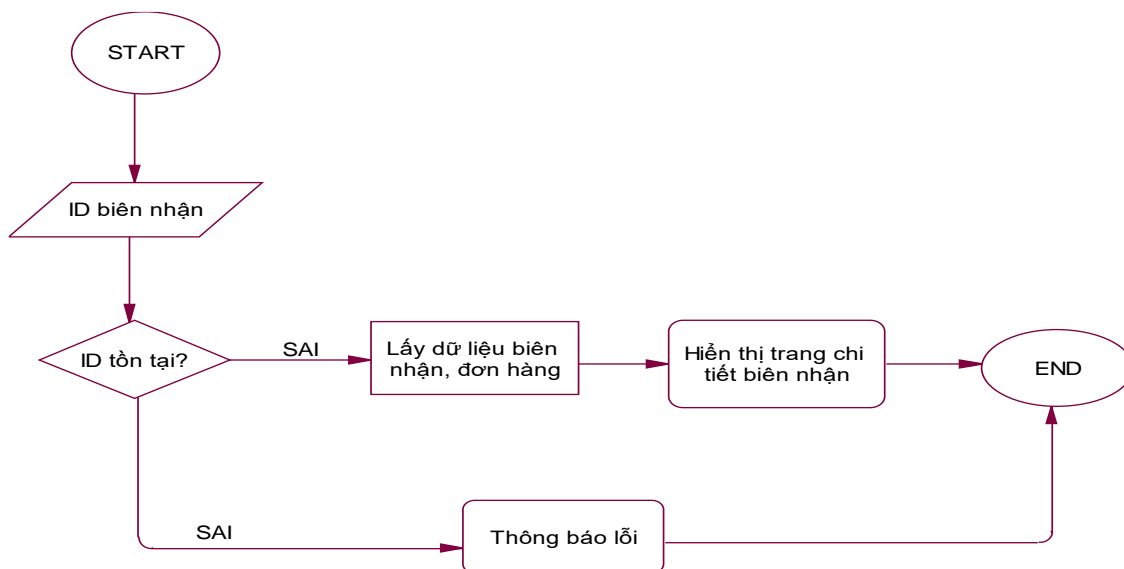 START
ID biên nhận
ID tồn tại?
SAI
Lấy dữ liệu biên
nhận, đơn hàng
Hiển thị trang chi
tiết biên nhận
END
SAI
Thông báo lỗi